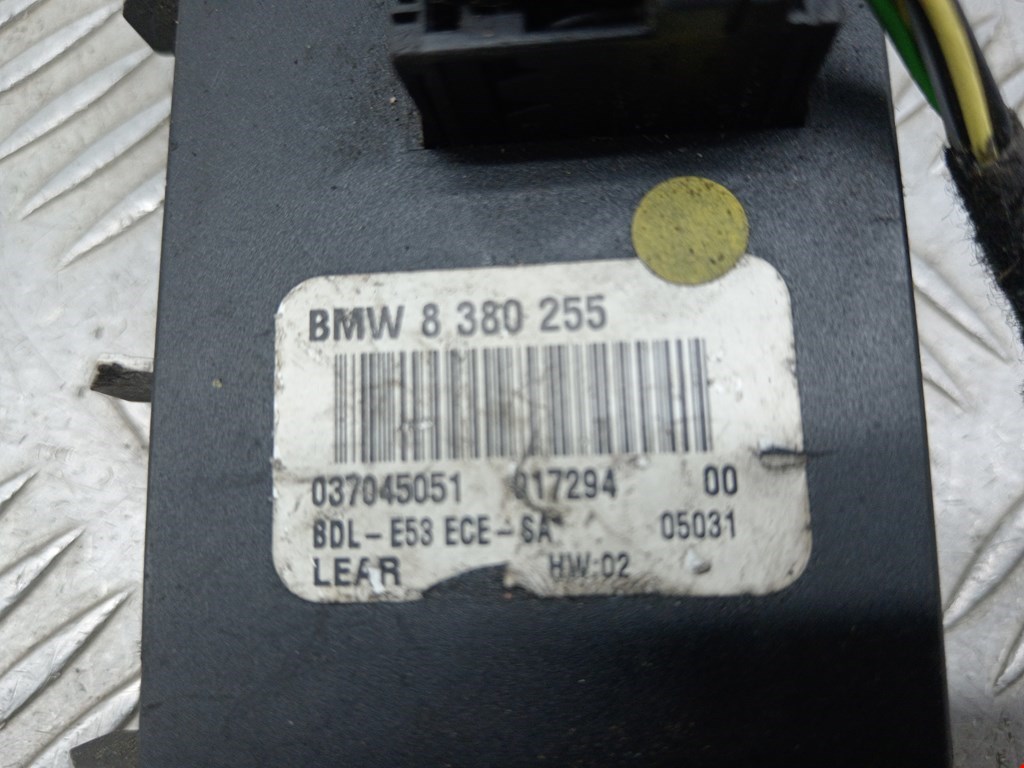 BMW 8 380 255
037045051 017294 00
BDL-E53 ECE-SA 05031
LEAR HW:02